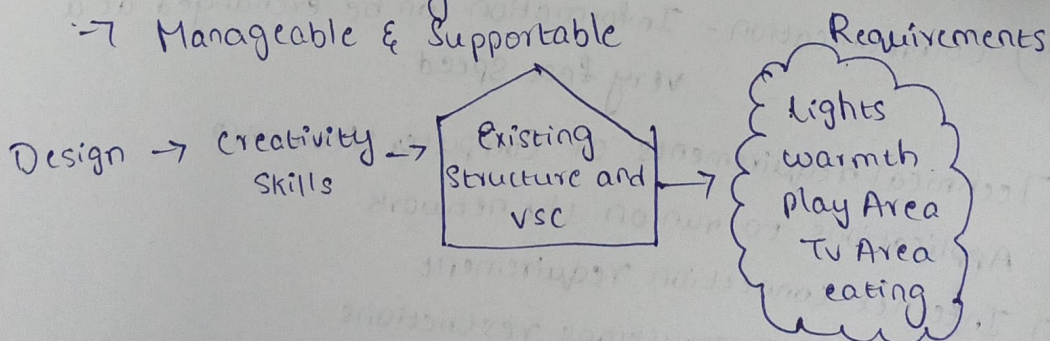 -> Manageable & Supportable
Requirements
Design -> Creativity Skills ->
Existing
Structure and
VSC
->
Lights
warmth
Play Area
TV Area
eating